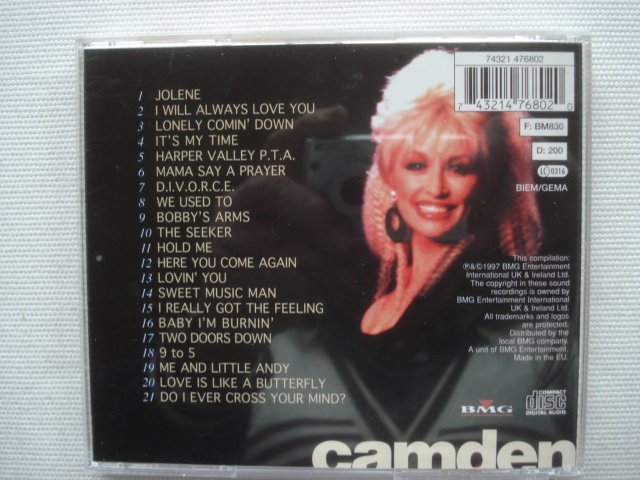 74321 476802
7 43214 76802 0
F: BM830
D: 200
LC 0316
BIEM/GEMA
1 JOLENE
2 I WILL ALWAYS LOVE YOU
3 LONELY COMIN' DOWN
4 IT'S MY TIME
5 HARPER VALLEY P.T.A.
6 MAMA SAY A PRAYER
7 D.I.V.O.R.C.E.
8 WE USED TO
9 BOBBY'S ARMS
10 THE SEEKER
11 HOLD ME
12 HERE YOU COME AGAIN
13 LOVIN' YOU
14 SWEET MUSIC MAN
15 I REALLY GOT THE FEELING
16 BABY I'M BURNIN'
17 TWO DOORS DOWN
18 9 to 5
19 ME AND LITTLE ANDY
20 LOVE IS LIKE A BUTTERFLY
21 DO I EVER CROSS YOUR MIND?
This compilation:
℗&©1997 BMG Entertainment
International UK & Ireland Ltd.
The copyright in these sound
recordings is owned by
BMG Entertainment International
UK & Ireland Ltd.
All trademarks and logos
are protected.
Distributed by the
local BMG company.
A unit of BMG Entertainment.
Made in the EU.
BMG
COMPACT
disc
DIGITAL AUDIO
camden